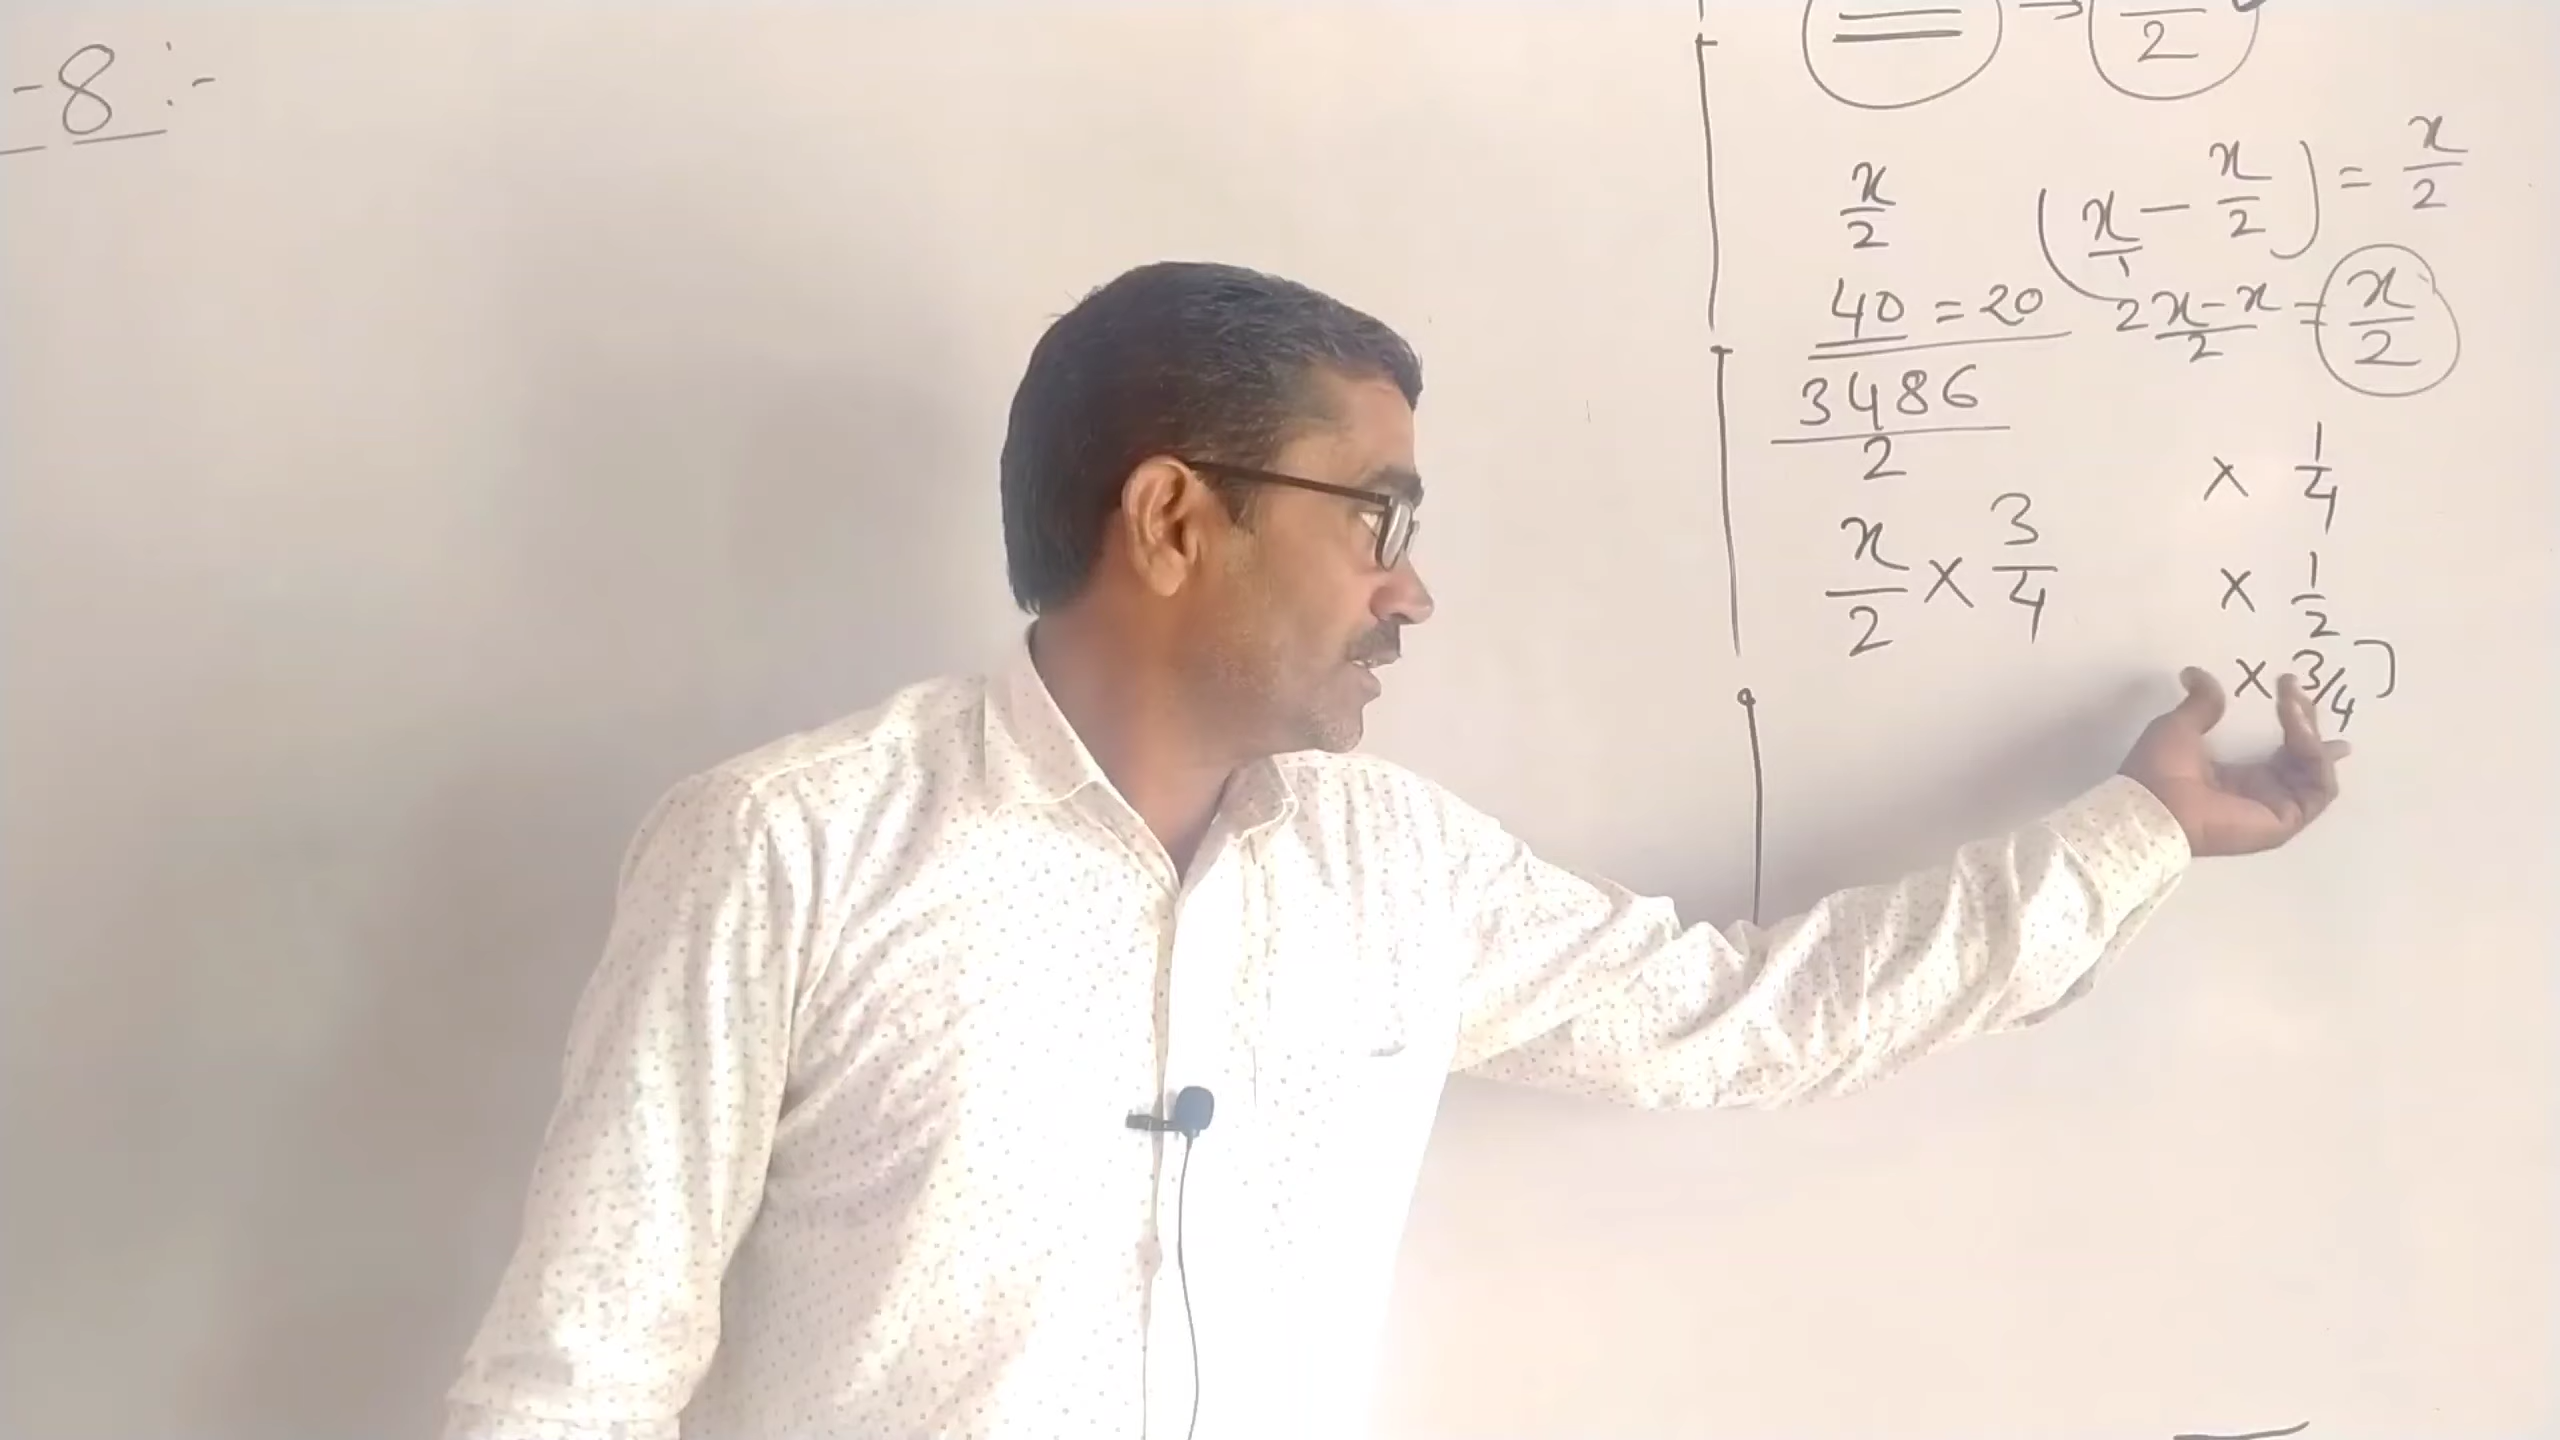 -8 :-
→ /2
x/2 (x/1 - x/2) = x/2
40 = 20 2x-x/2 = x/2
3486/2
× 1/4
x/2 × 3/4 × 1/2
× 3/4